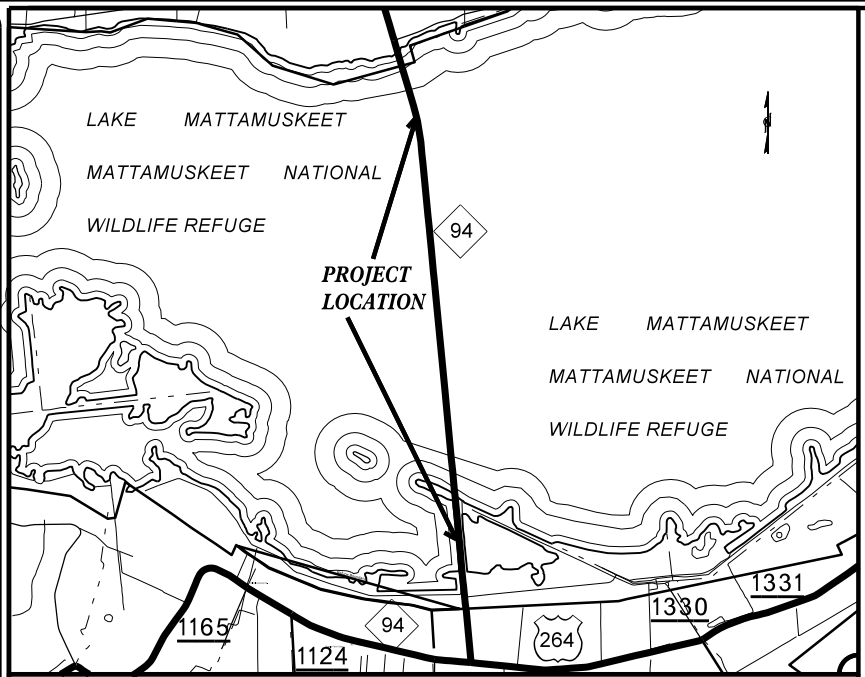 LAKE MATTAMUSKEET
MATTAMUSKEET NATIONAL
WILDLIFE REFUGE
94
PROJECT
LOCATION
LAKE MATTAMUSKEET
MATTAMUSKEET NATIONAL
WILDLIFE REFUGE
1331
1330
1165
94
264
1124